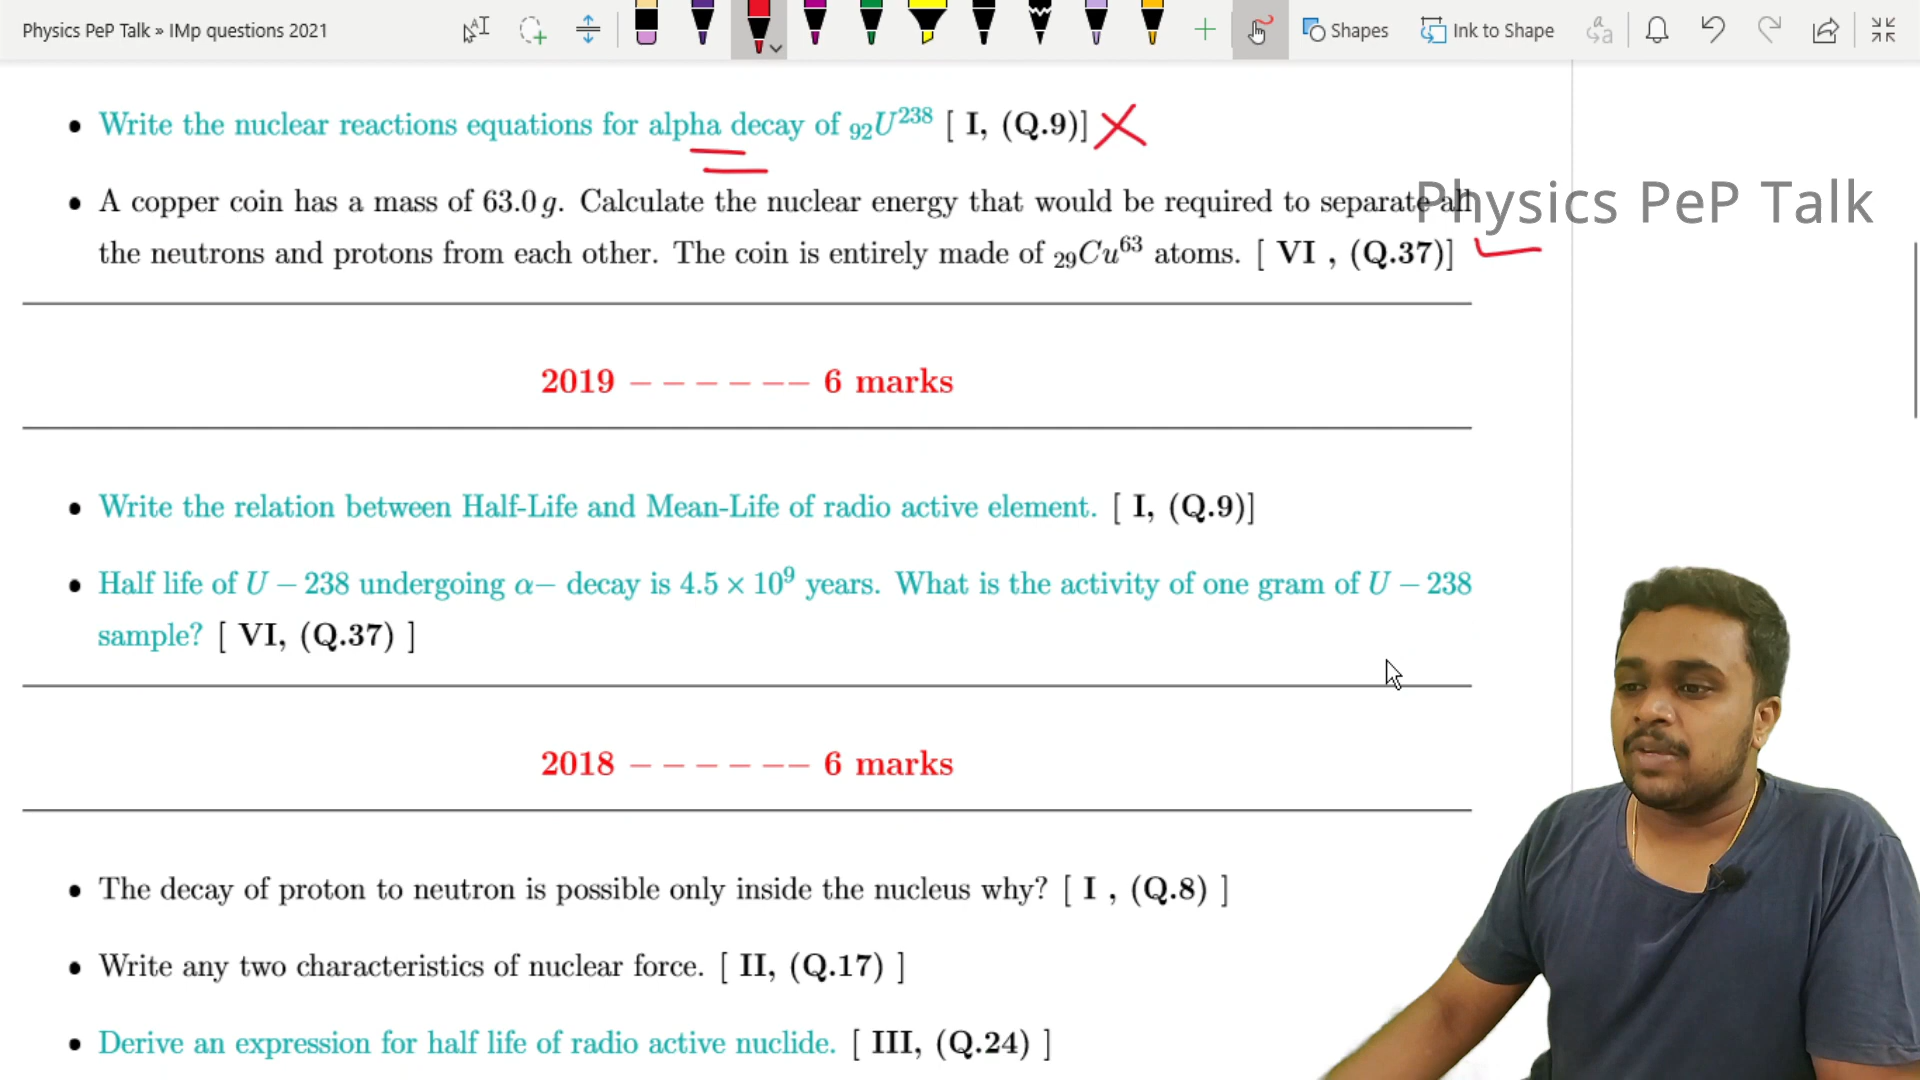 Physics PeP Talk » IMp questions 2021
Shapes
Ink to Shape
• Write the nuclear reactions equations for alpha decay of ₉₂U²³⁸ [ I, (Q.9)]
• A copper coin has a mass of 63.0 g. Calculate the nuclear energy that would be required to separate all
Physics PeP Talk
the neutrons and protons from each other. The coin is entirely made of ₂₉Cu⁶³ atoms. [ VI , (Q.37)]
2019 − − − − − − 6 marks
• Write the relation between Half-Life and Mean-Life of radio active element. [ I, (Q.9)]
• Half life of U − 238 undergoing α− decay is 4.5 × 10⁹ years. What is the activity of one gram of U − 238
sample? [ VI, (Q.37) ]
2018 − − − − − − 6 marks
• The decay of proton to neutron is possible only inside the nucleus why? [ I , (Q.8) ]
• Write any two characteristics of nuclear force. [ II, (Q.17) ]
• Derive an expression for half life of radio active nuclide. [ III, (Q.24) ]